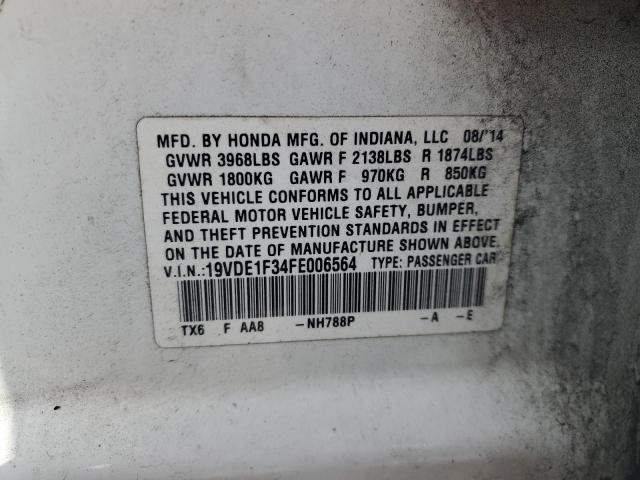 MFD. BY HONDA MFG. OF INDIANA, LLC 08/'14
GVWR 3968LBS GAWR F 2138LBS R 1874LBS
GVWR 1800KG GAWR F 970KG R 850KG
THIS VEHICLE CONFORMS TO ALL APPLICABLE
FEDERAL MOTOR VEHICLE SAFETY, BUMPER,
AND THEFT PREVENTION STANDARDS IN EFFECT
ON THE DATE OF MANUFACTURE SHOWN ABOVE.
V.I.N.:19VDE1F34FE006564 TYPE: PASSENGER CAR
TX6 F AA8 -NH788P -A -E